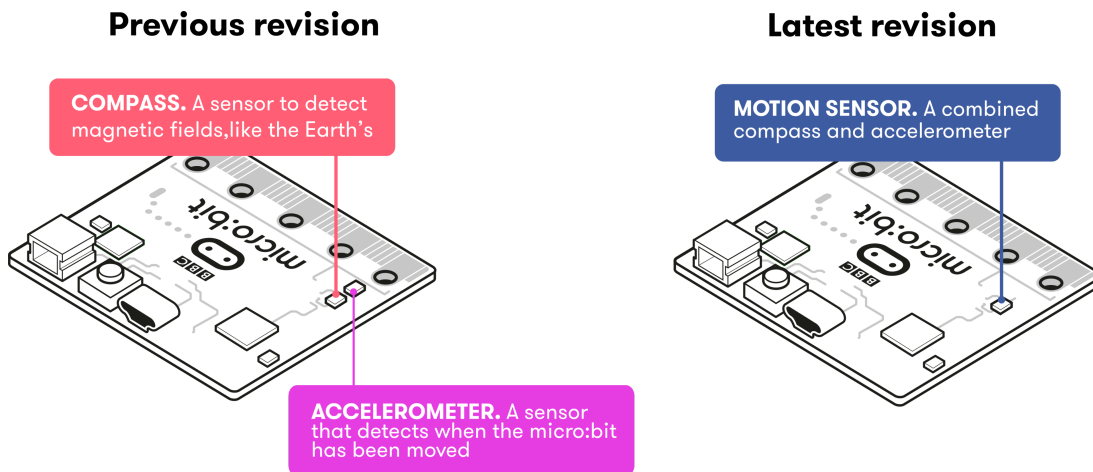 Previous revision
Latest revision
COMPASS. A sensor to detect
magnetic fields,like the Earth's
MOTION SENSOR. A combined
compass and accelerometer
micro:bit
BBC
micro:bit
BBC
ACCELEROMETER. A sensor
that detects when the micro:bit
has been moved